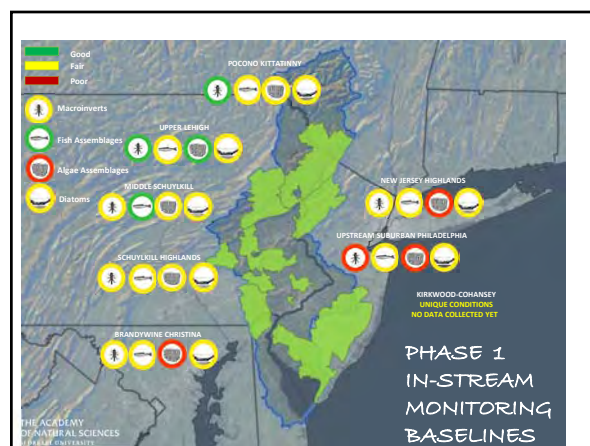 Good
Fair
Poor
Macroinverts
Fish Assemblages
Algae Assemblages
Diatoms
POCONO KITTATINNY
UPPER LEHIGH
MIDDLE SCHUYLKILL
NEW JERSEY HIGHLANDS
UPSTREAM SUBURBAN PHILADELPHIA
SCHUYLKILL HIGHLANDS
KIRKWOOD-COHANSEY
UNIQUE CONDITIONS
NO DATA COLLECTED YET
BRANDYWINE CHRISTINA
PHASE 1
IN-STREAM
MONITORING
BASELINES
THE ACADEMY
OF NATURAL SCIENCES